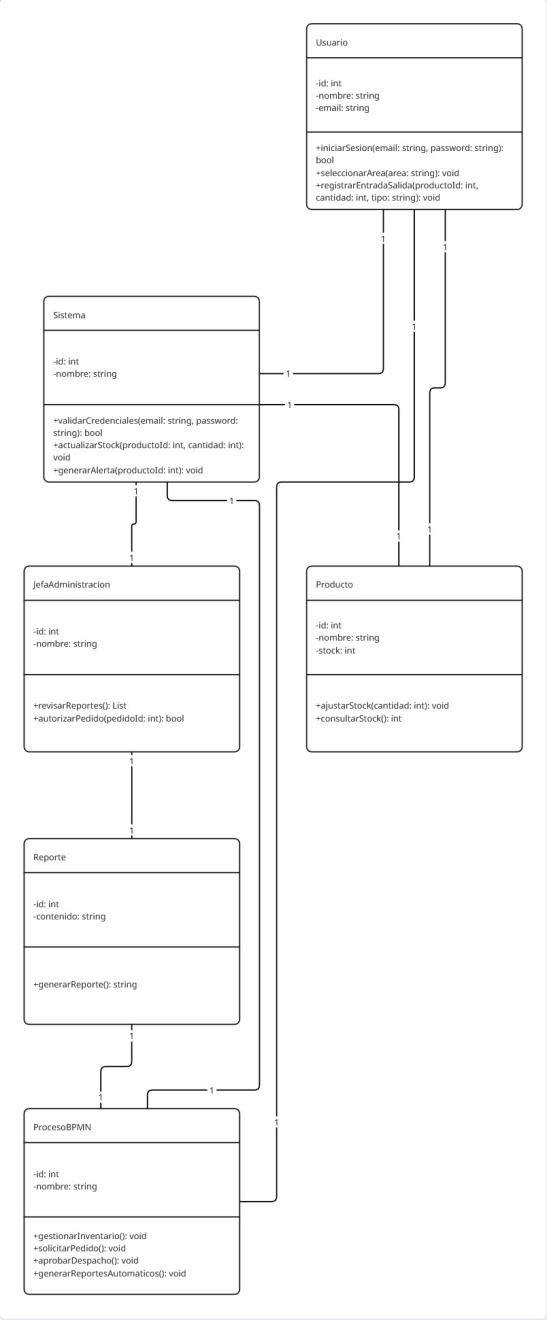 Usuario
-id: int
-nombre: string
-email: string
+iniciarSesion(email: string, password: string):
bool
+seleccionarArea(area: string): void
+registrarEntradaSalida(productoId: int,
cantidad: int, tipo: string): void
1
1
1
Sistema
-id: int
-nombre: string
1
1
+validarCredenciales(email: string, password:
string): bool
+actualizarStock(productoId: int, cantidad: int):
void
+generarAlerta(productoId: int): void
1
1
1
1
1
JefaAdministracion
-id: int
-nombre: string
+revisarReportes(): List
+autorizarPedido(pedidoId: int): bool
Producto
-id: int
-nombre: string
-stock: int
+ajustarStock(cantidad: int): void
+consultarStock(): int
1
1
Reporte
-id: int
-contenido: string
+generarReporte(): string
1
1
1
1
ProcesoBPMN
-id: int
-nombre: string
+gestionarInventario(): void
+solicitarPedido(): void
+aprobarDespacho(): void
+generarReportesAutomaticos(): void